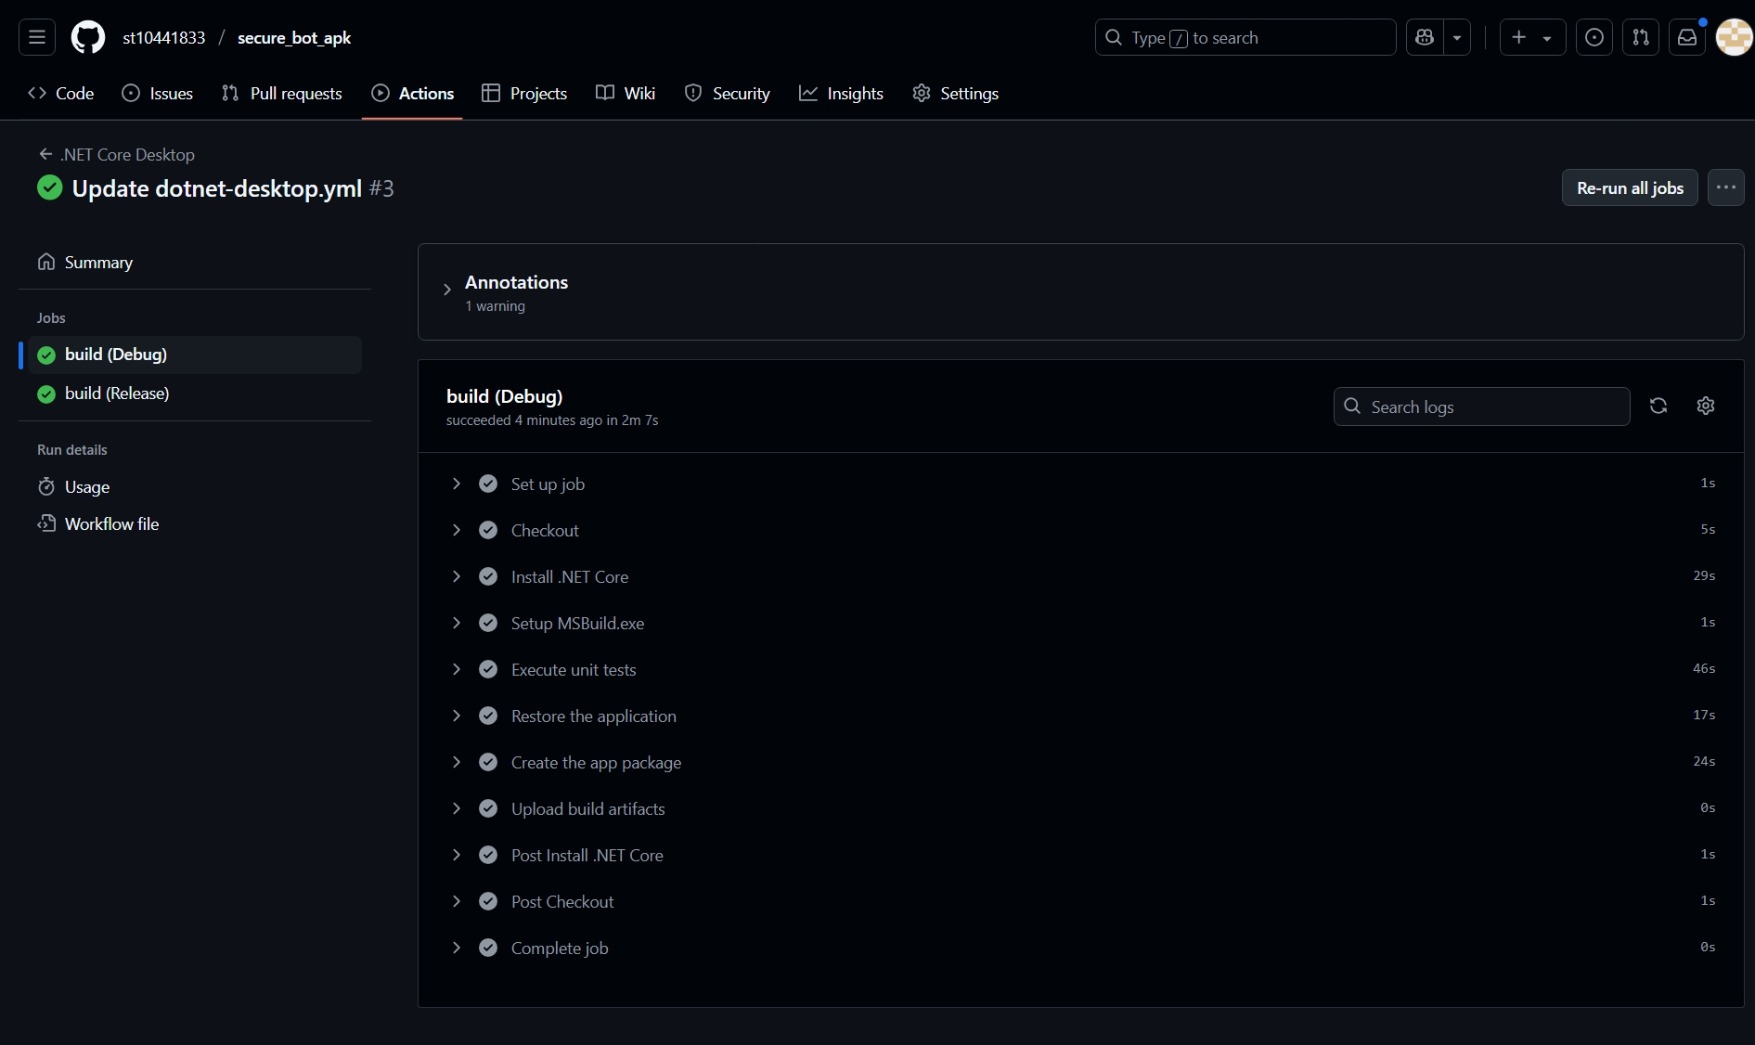 st10441833 / secure_bot_apk
Type / to search
Code Issues Pull requests Actions Projects Wiki Security Insights Settings
.NET Core Desktop
Update dotnet-desktop.yml #3
Re-run all jobs
Summary
Jobs
build (Debug)
build (Release)
Run details
Usage
Workflow file
Annotations
1 warning
build (Debug)
succeeded 4 minutes ago in 2m 7s
Search logs
Set up job 1s
Checkout 5s
Install .NET Core 29s
Setup MSBuild.exe 1s
Execute unit tests 46s
Restore the application 17s
Create the app package 24s
Upload build artifacts 0s
Post Install .NET Core 1s
Post Checkout 1s
Complete job 0s